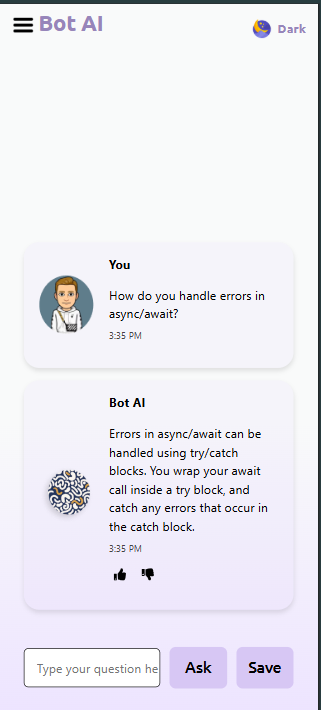 Bot AI
Dark
You
How do you handle errors in
async/await?
3:35 PM
Bot AI
Errors in async/await can be
handled using try/catch
blocks. You wrap your await
call inside a try block, and
catch any errors that occur in
the catch block.
3:35 PM
Type your question he
Ask
Save